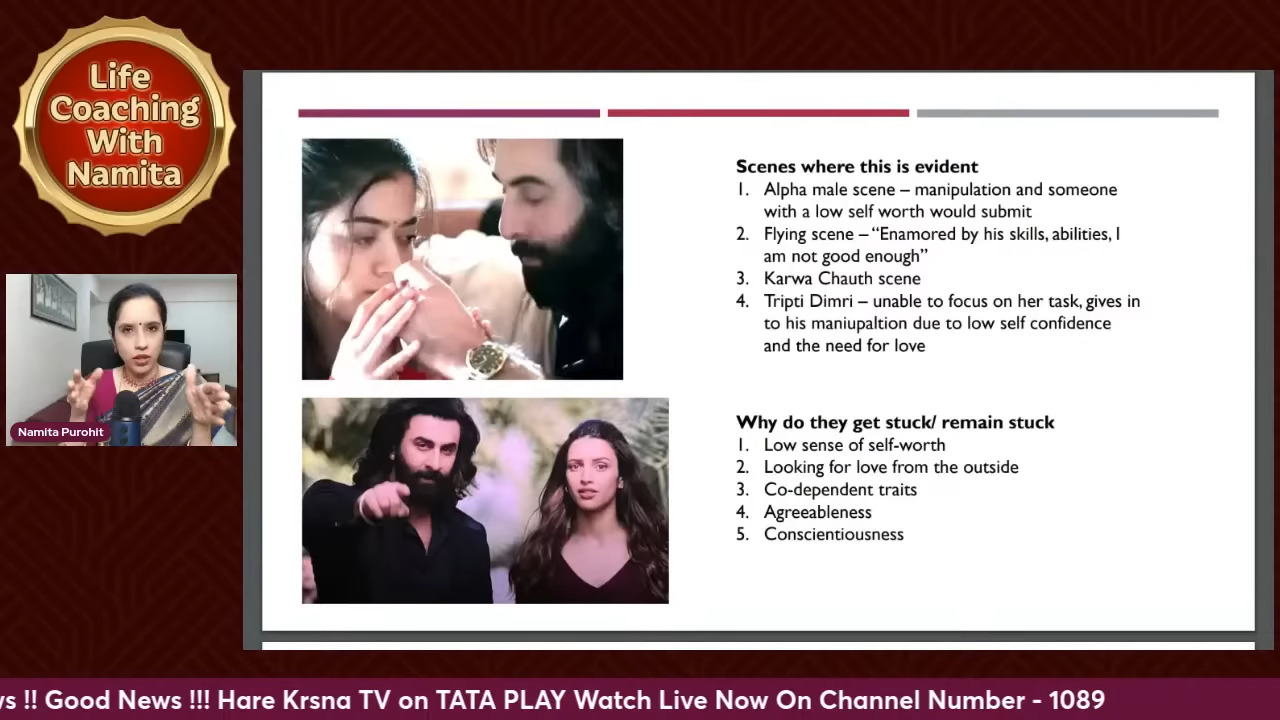 Life
Coaching
With
Namita
Namita Purohit
Scenes where this is evident
1. Alpha male scene – manipulation and someone
with a low self worth would submit
2. Flying scene – “Enamored by his skills, abilities, I
am not good enough”
3. Karwa Chauth scene
4. Tripti Dimri – unable to focus on her task, gives in
to his maniupaltion due to low self confidence
and the need for love
Why do they get stuck/ remain stuck
1. Low sense of self-worth
2. Looking for love from the outside
3. Co-dependent traits
4. Agreeableness
5. Conscientiousness
!! Good News !!! Hare Krsna TV on TATA PLAY Watch Live Now On Channel Number - 1089